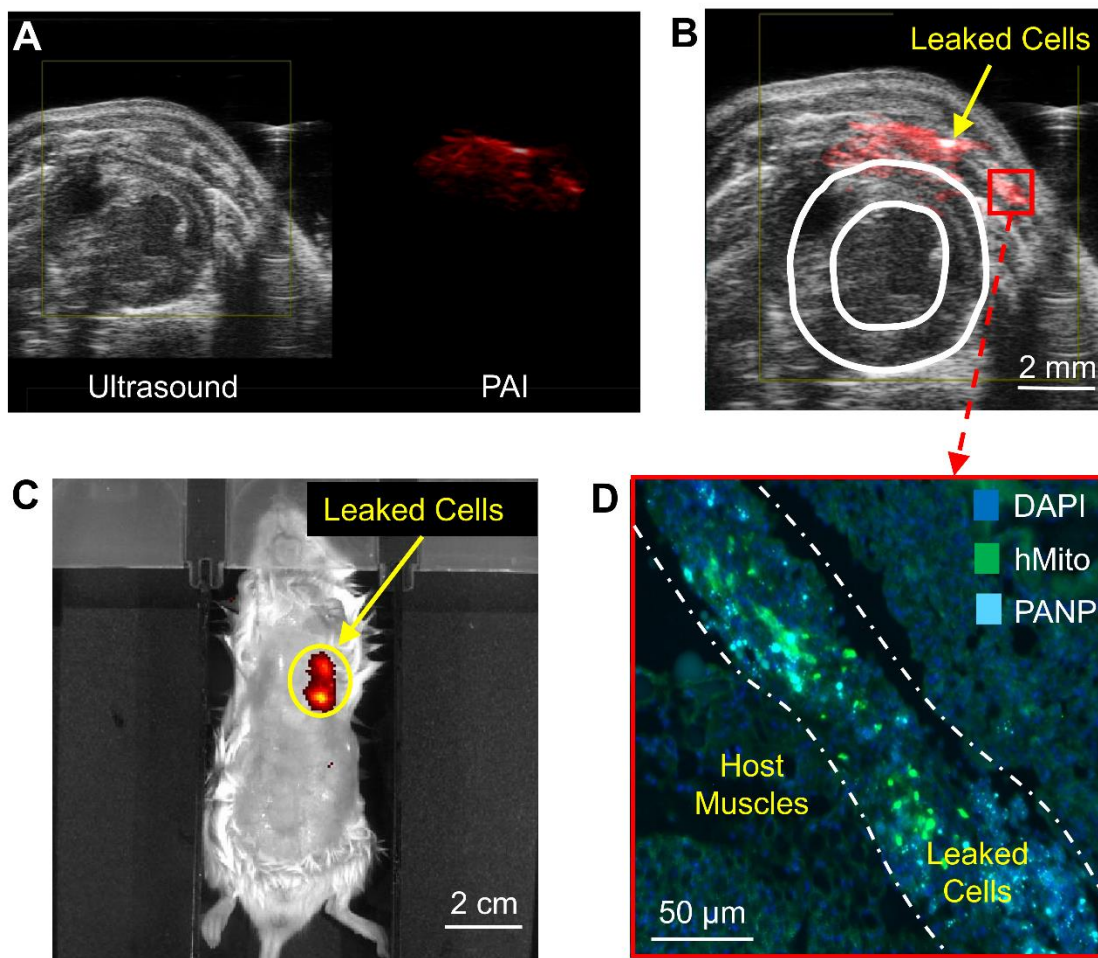 A
Ultrasound
PAI
B
Leaked Cells
2 mm
C
Leaked Cells
2 cm
D
DAPI
hMito
PANP
Host
Muscles
Leaked
Cells
50 μm